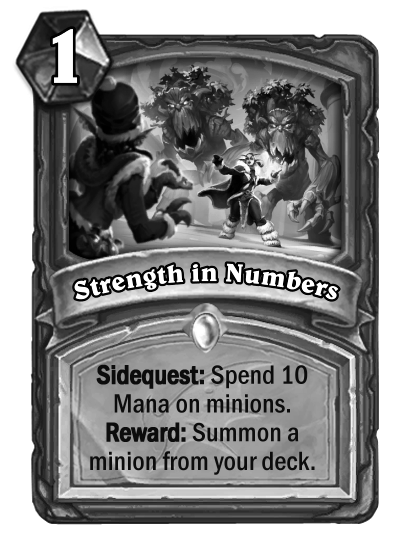 1
Strength in Numbers
Sidequest: Spend 10
Mana on minions.
Reward: Summon a
minion from your deck.